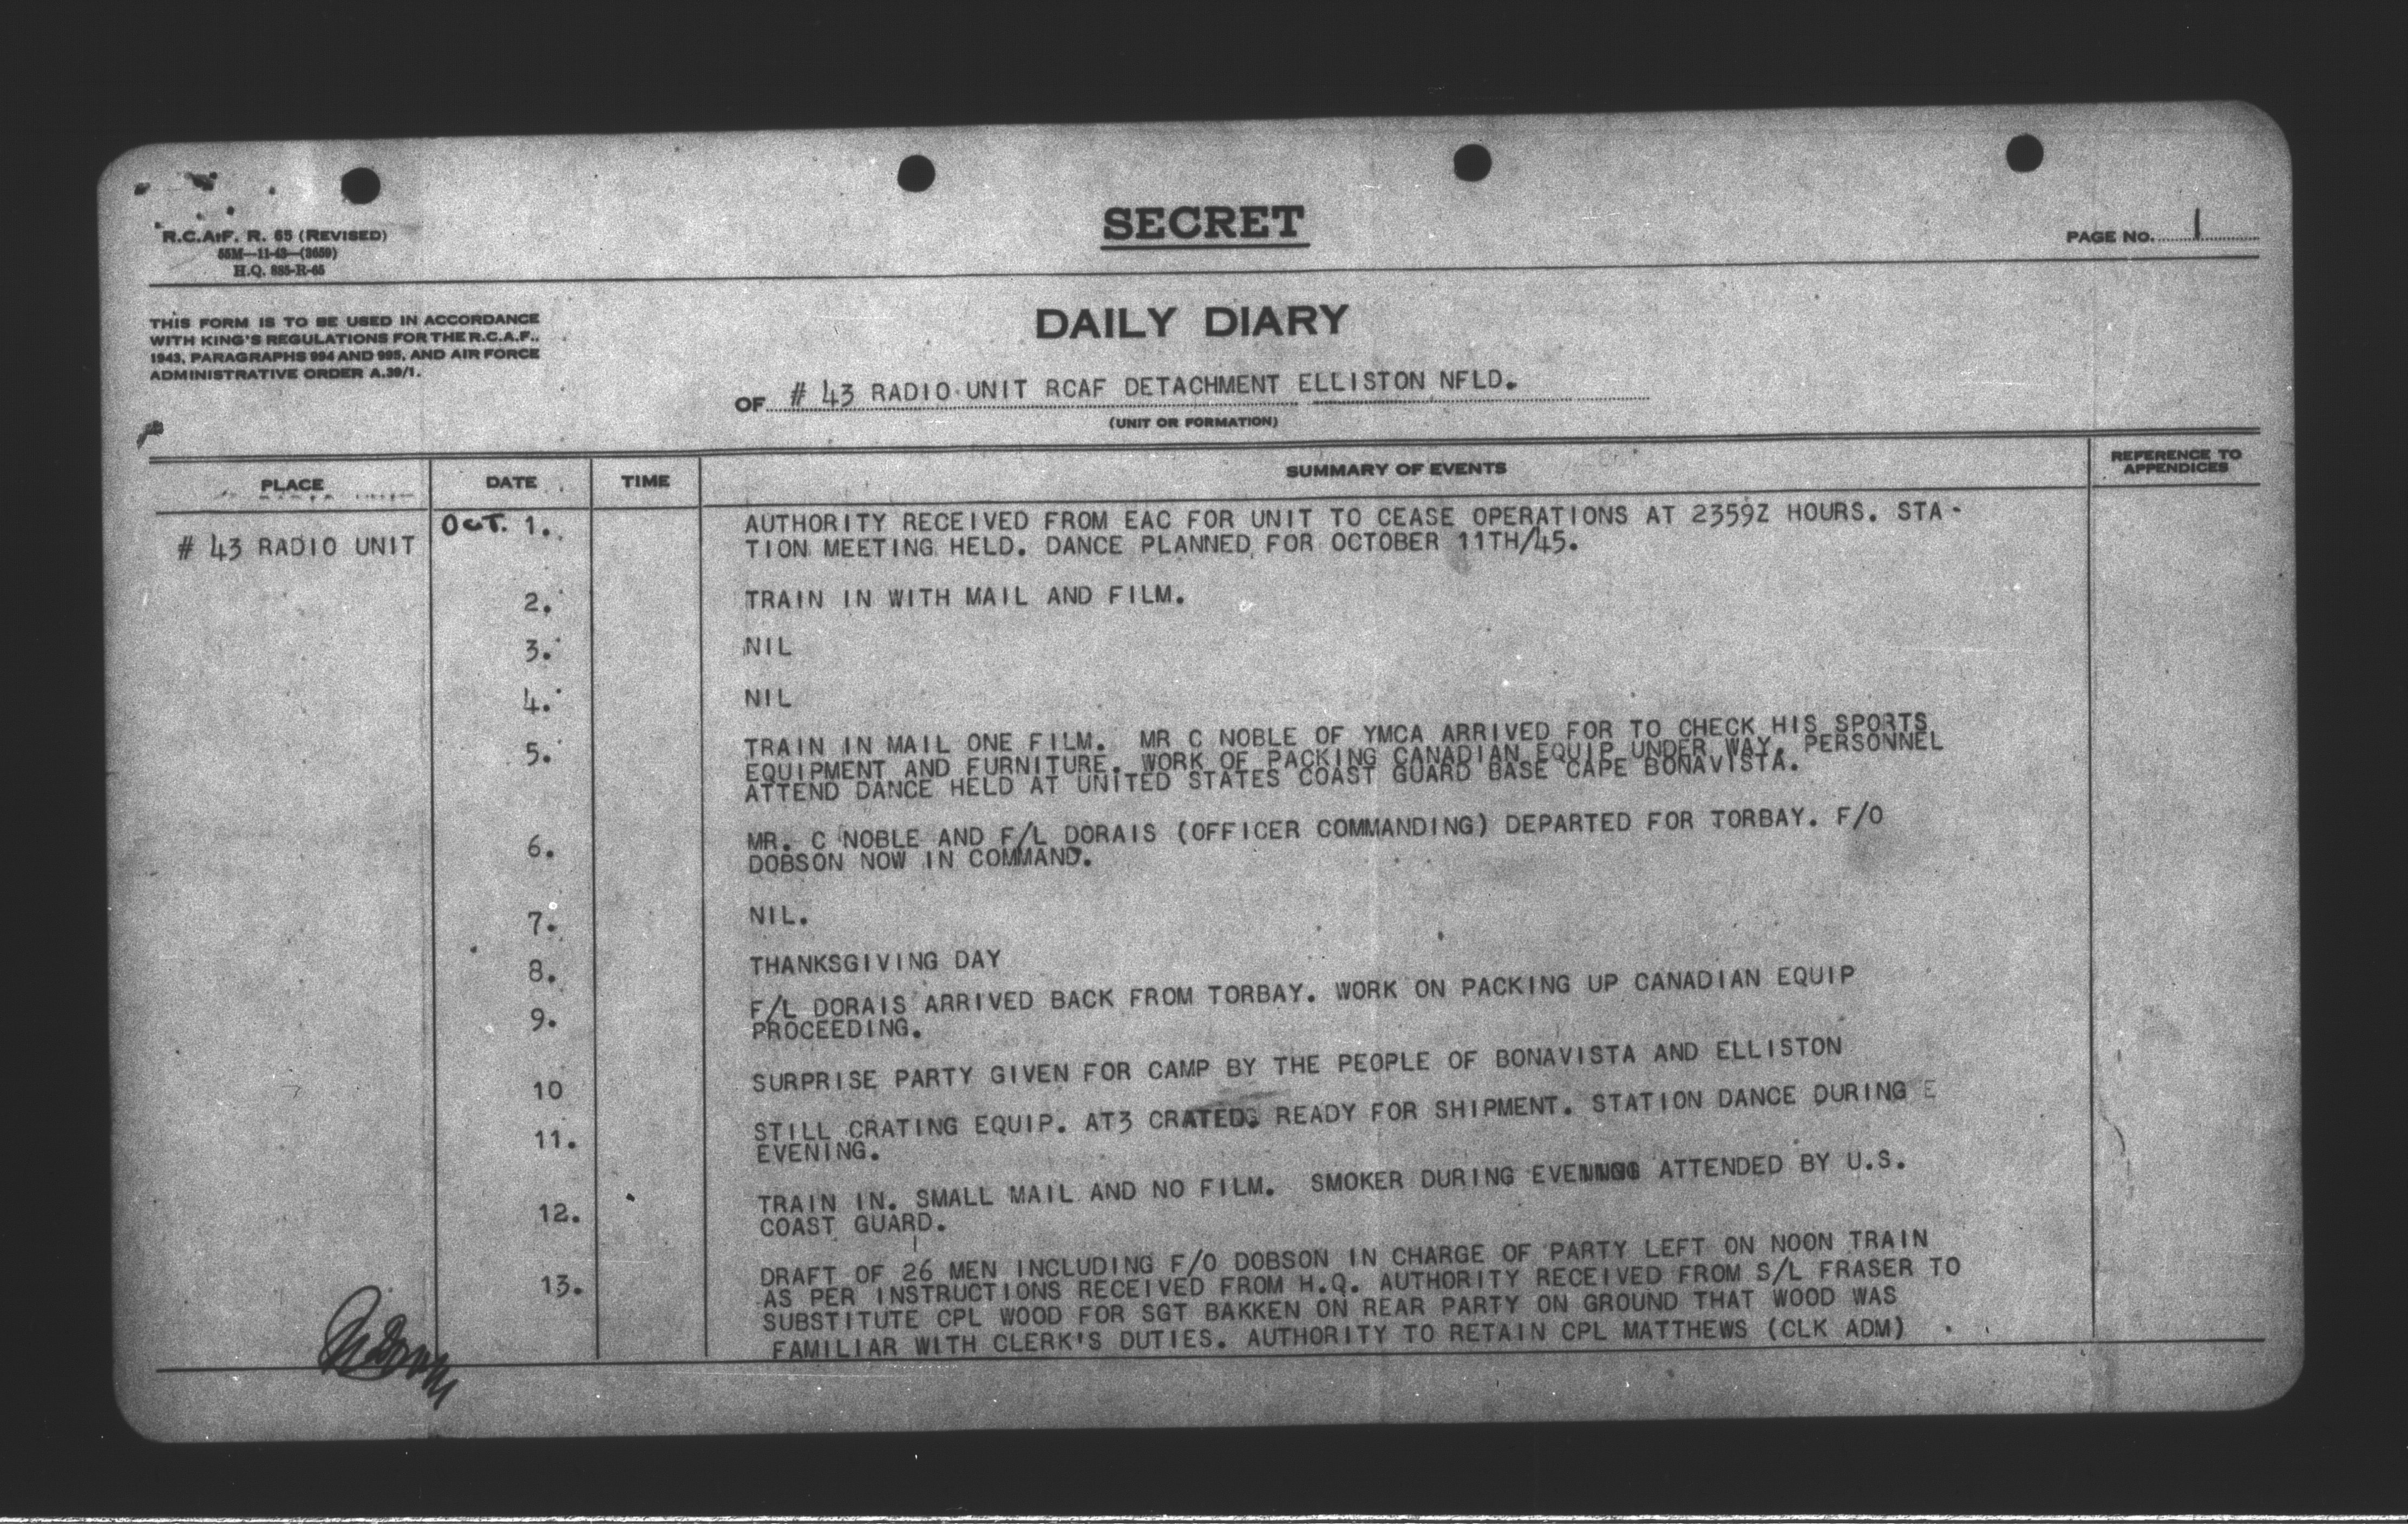 SECRET
R.C.A.F. R. 65 (REVISED)
55M—11-43—(3659)
H.Q. 885-R-65
PAGE NO. 1
THIS FORM IS TO BE USED IN ACCORDANCE
WITH KING'S REGULATIONS FOR THE R.C.A.F.,
1943, PARAGRAPHS 994 AND 995, AND AIR FORCE
ADMINISTRATIVE ORDER A.39/1.
DAILY DIARY
OF # 43 RADIO UNIT RCAF DETACHMENT ELLISTON NFLD.
(UNIT OR FORMATION)
PLACE DATE TIME SUMMARY OF EVENTS REFERENCE TO APPENDICES
# 43 RADIO UNIT OCT. 1. AUTHORITY RECEIVED FROM EAC FOR UNIT TO CEASE OPERATIONS AT 2359Z HOURS. STA-
TION MEETING HELD. DANCE PLANNED FOR OCTOBER 11TH/45.
2. TRAIN IN WITH MAIL AND FILM.
3. NIL
4. NIL
5. TRAIN IN MAIL ONE FILM. MR C NOBLE OF YMCA ARRIVED FOR TO CHECK HIS SPORTS
EQUIPMENT AND FURNITURE. WORK OF PACKING CANADIAN EQUIP UNDER WAY. PERSONNEL
ATTEND DANCE HELD AT UNITED STATES COAST GUARD BASE CAPE BONAVISTA.
6. MR. C NOBLE AND F/L DORAIS (OFFICER COMMANDING) DEPARTED FOR TORBAY. F/O
DOBSON NOW IN COMMAND.
7. NIL.
8. THANKSGIVING DAY
9. F/L DORAIS ARRIVED BACK FROM TORBAY. WORK ON PACKING UP CANADIAN EQUIP
PROCEEDING.
10 SURPRISE PARTY GIVEN FOR CAMP BY THE PEOPLE OF BONAVISTA AND ELLISTON
11. STILL CRATING EQUIP. AT3 CRATED. READY FOR SHIPMENT. STATION DANCE DURING E
EVENING.
12. TRAIN IN. SMALL MAIL AND NO FILM. SMOKER DURING EVENING ATTENDED BY U.S.
COAST GUARD.
13. DRAFT OF 26 MEN INCLUDING F/O DOBSON IN CHARGE OF PARTY LEFT ON NOON TRAIN
AS PER INSTRUCTIONS RECEIVED FROM H.Q. AUTHORITY RECEIVED FROM S/L FRASER TO
SUBSTITUTE CPL WOOD FOR SGT BAKKEN ON REAR PARTY ON GROUND THAT WOOD WAS
FAMILIAR WITH CLERK'S DUTIES. AUTHORITY TO RETAIN CPL MATTHEWS (CLK ADM)